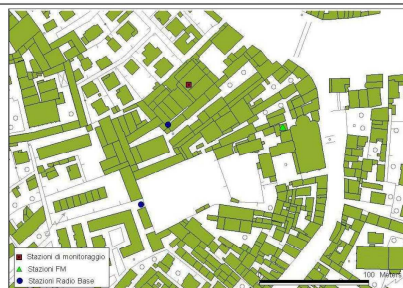 100 Meters
Stazioni di monitoraggio
Stazioni FM
Stazioni Radio Base